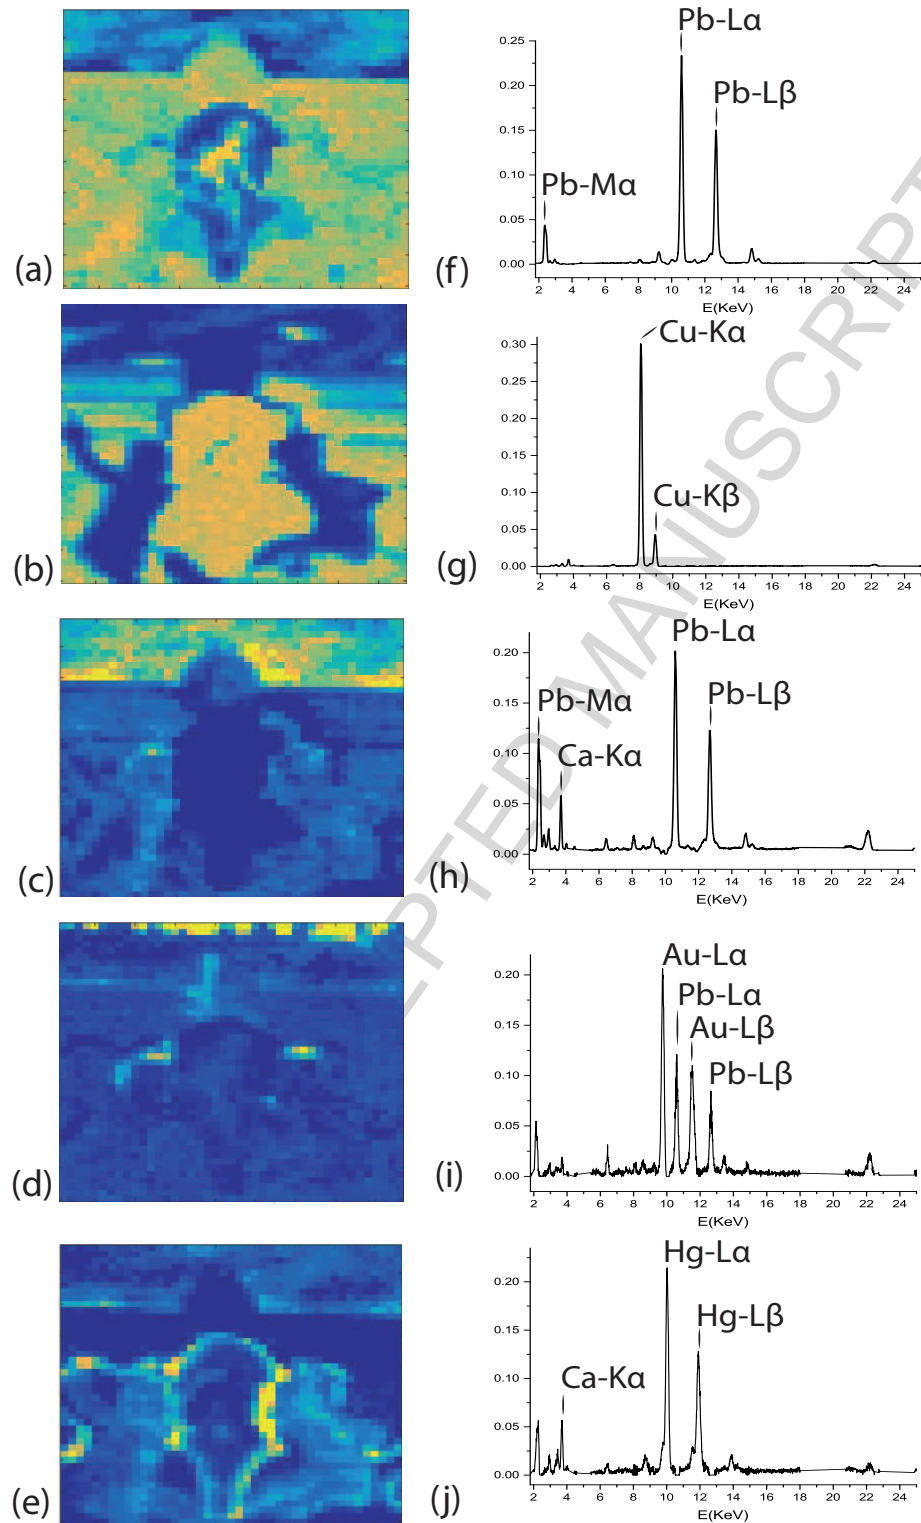 (a)
Pb-Lα
Pb-Lβ
Pb-Mα
0.25
0.20
0.15
0.10
0.05
0.00
2 4 6 8 10 12 14 16 18 20 22 24
E(KeV)
(f)
(b)
Cu-Kα
Cu-Kβ
0.30
0.25
0.20
0.15
0.10
0.05
0.00
2 4 6 8 10 12 14 16 18 20 22 24
E(KeV)
(g)
(c)
Pb-Lα
Pb-Mα
Pb-Lβ
Ca-Kα
0.20
0.15
0.10
0.05
0.00
2 4 6 8 10 12 14 16 18 20 22 24
E(KeV)
(h)
(d)
Au-Lα
Pb-Lα
Au-Lβ
Pb-Lβ
0.20
0.15
0.10
0.05
0.00
2 4 6 8 10 12 14 16 18 20 22 24
E(KeV)
(i)
(e)
Hg-Lα
Hg-Lβ
Ca-Kα
0.20
0.15
0.10
0.05
0.00
2 4 6 8 10 12 14 16 18 20 22 24
E(KeV)
(j)
EPTED MANUSCRIPT